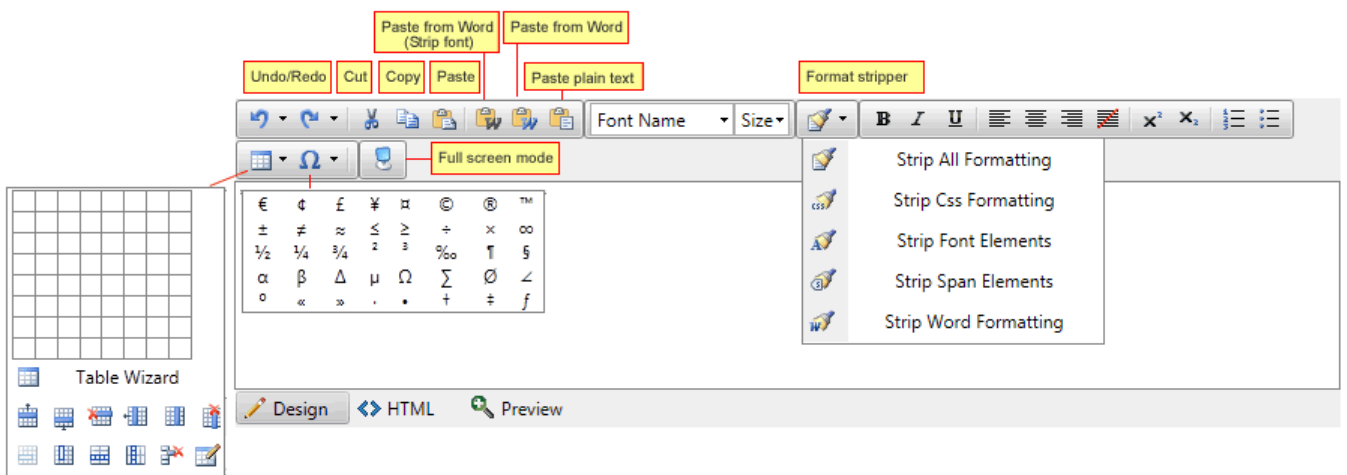 Paste from Word
(Strip font)
Paste from Word
Undo/Redo
Cut
Copy
Paste
Paste plain text
Format stripper
Font Name
Size
B I U x² x₂
Ω
Full screen mode
Strip All Formatting
Strip Css Formatting
Strip Font Elements
Strip Span Elements
Strip Word Formatting
€ ¢ £ ¥ ¤ © ® ™
± ≠ ≈ ≤ ≥ ÷ × ∞
½ ¼ ¾ ² ³ ‰ ¶ §
α β Δ µ Ω ∑ Ø ∠
º « » · • † ‡ ƒ
Table Wizard
Design
HTML
Preview